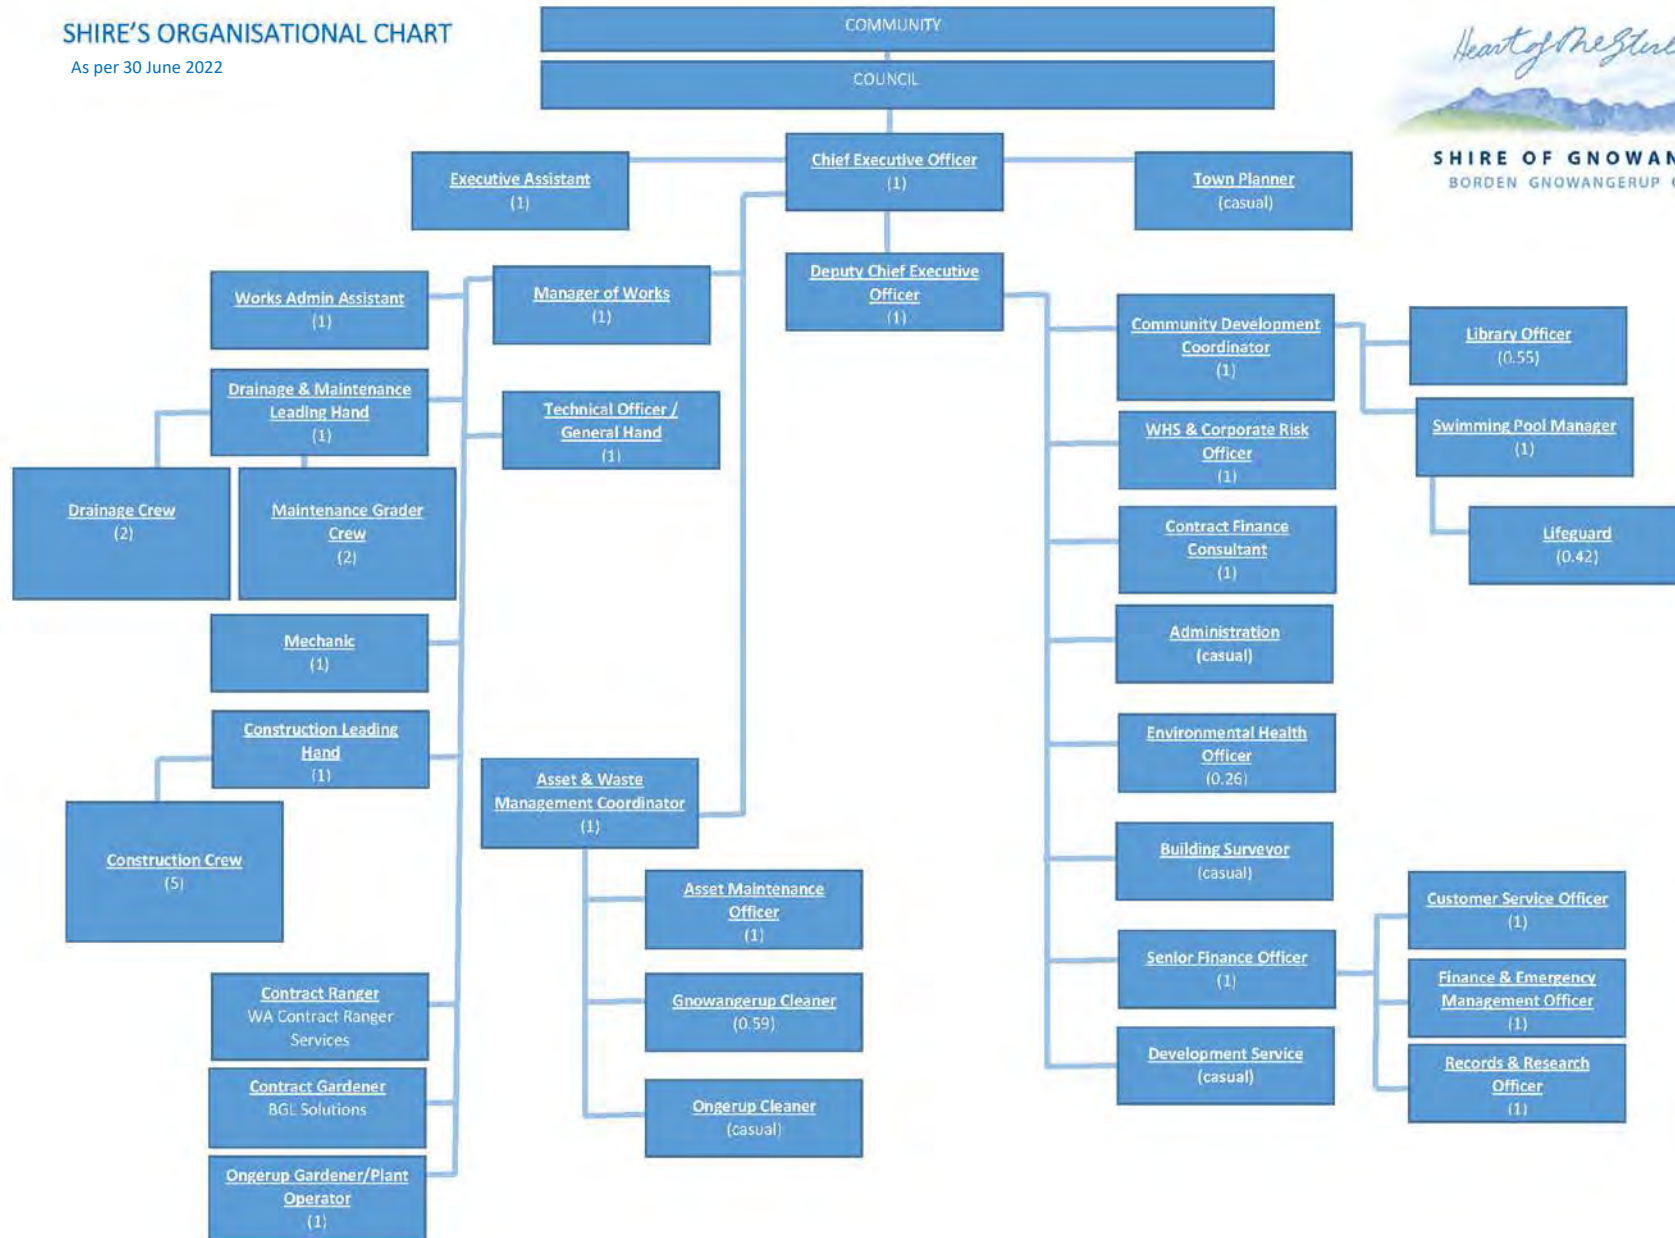 SHIRE'S ORGANISATIONAL CHART
As per 30 June 2022
COMMUNITY
COUNCIL
SHIRE OF GNOWAN
BORDEN GNOWANGERUP
Chief Executive Officer
(1)
Executive Assistant
(1)
Town Planner
(casual)
Deputy Chief Executive
Officer
(1)
Manager of Works
(1)
Works Admin Assistant
(1)
Drainage & Maintenance
Leading Hand
(1)
Technical Officer /
General Hand
(1)
Drainage Crew
(2)
Maintenance Grader
Crew
(2)
Mechanic
(1)
Construction Leading
Hand
(1)
Construction Crew
(5)
Contract Ranger
WA Contract Ranger
Services
Contract Gardener
BGL Solutions
Ongerup Gardener/Plant
Operator
(1)
Asset & Waste
Management Coordinator
(1)
Asset Maintenance
Officer
(1)
Gnowangerup Cleaner
(0.59)
Ongerup Cleaner
(casual)
Community Development
Coordinator
(1)
Library Officer
(0.55)
Swimming Pool Manager
(1)
Lifeguard
(0.42)
WHS & Corporate Risk
Officer
(1)
Contract Finance
Consultant
(1)
Administration
(casual)
Environmental Health
Officer
(0.26)
Building Surveyor
(casual)
Senior Finance Officer
(1)
Customer Service Officer
(1)
Finance & Emergency
Management Officer
(1)
Records & Research
Officer
(1)
Development Service
(casual)